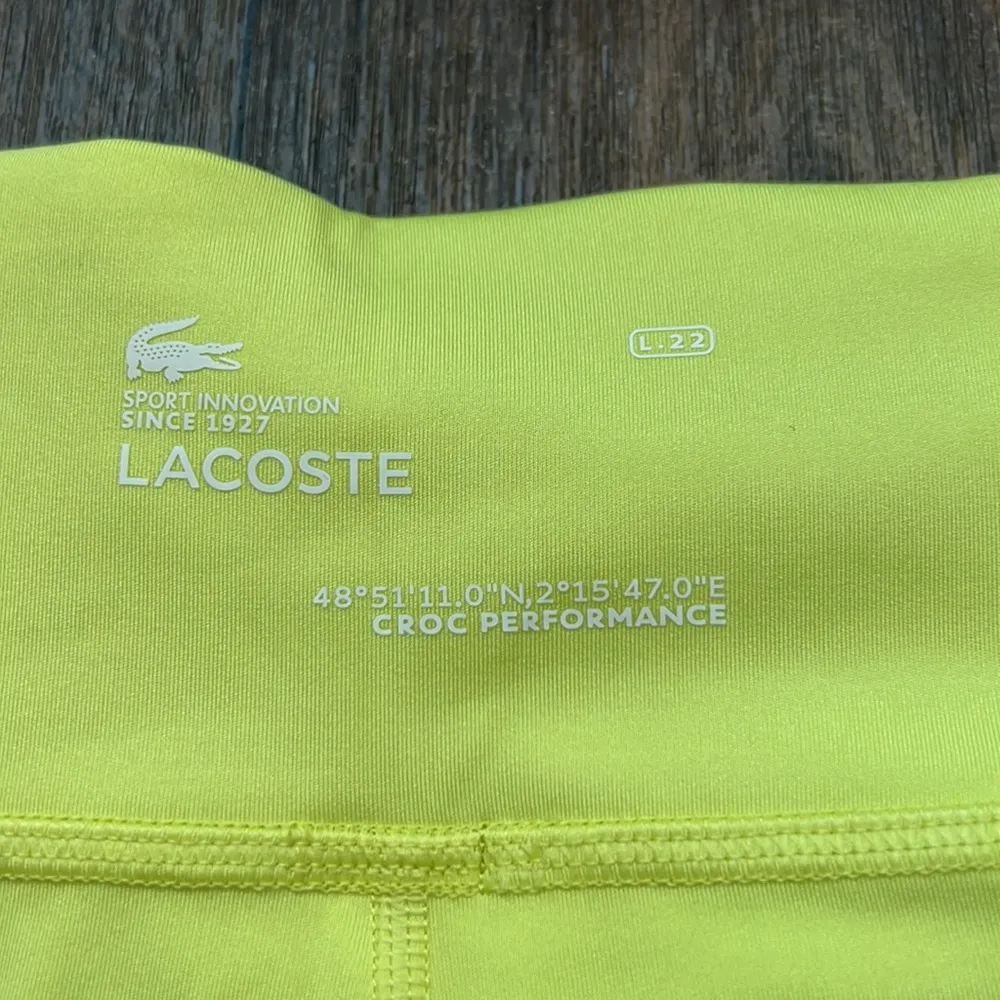 L.22
SPORT INNOVATION
SINCE 1927
LACOSTE
48°51'11.0"N,2°15'47.0"E
CROC PERFORMANCE